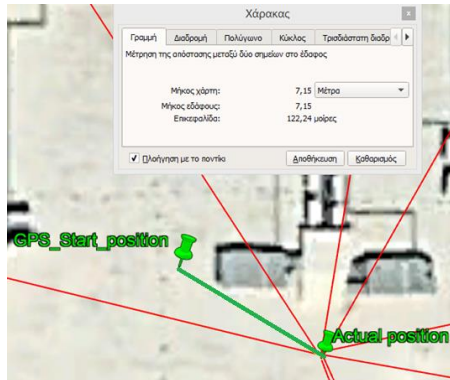 Χάρακας
Γραμμή Διαδρομή Πολύγωνο Κύκλος Τρισδιάστατη διαδρ
Μέτρηση της απόστασης μεταξύ δύο σημείων στο έδαφος
Μήκος χάρτη: 7,15 Μέτρα
Μήκος εδάφους: 7,15
Επικεφαλίδα: 122,24 μοίρες
Πλοήγηση με το ποντίκι Αποθήκευση Καθαρισμός
GPS_Start_position
Actual position